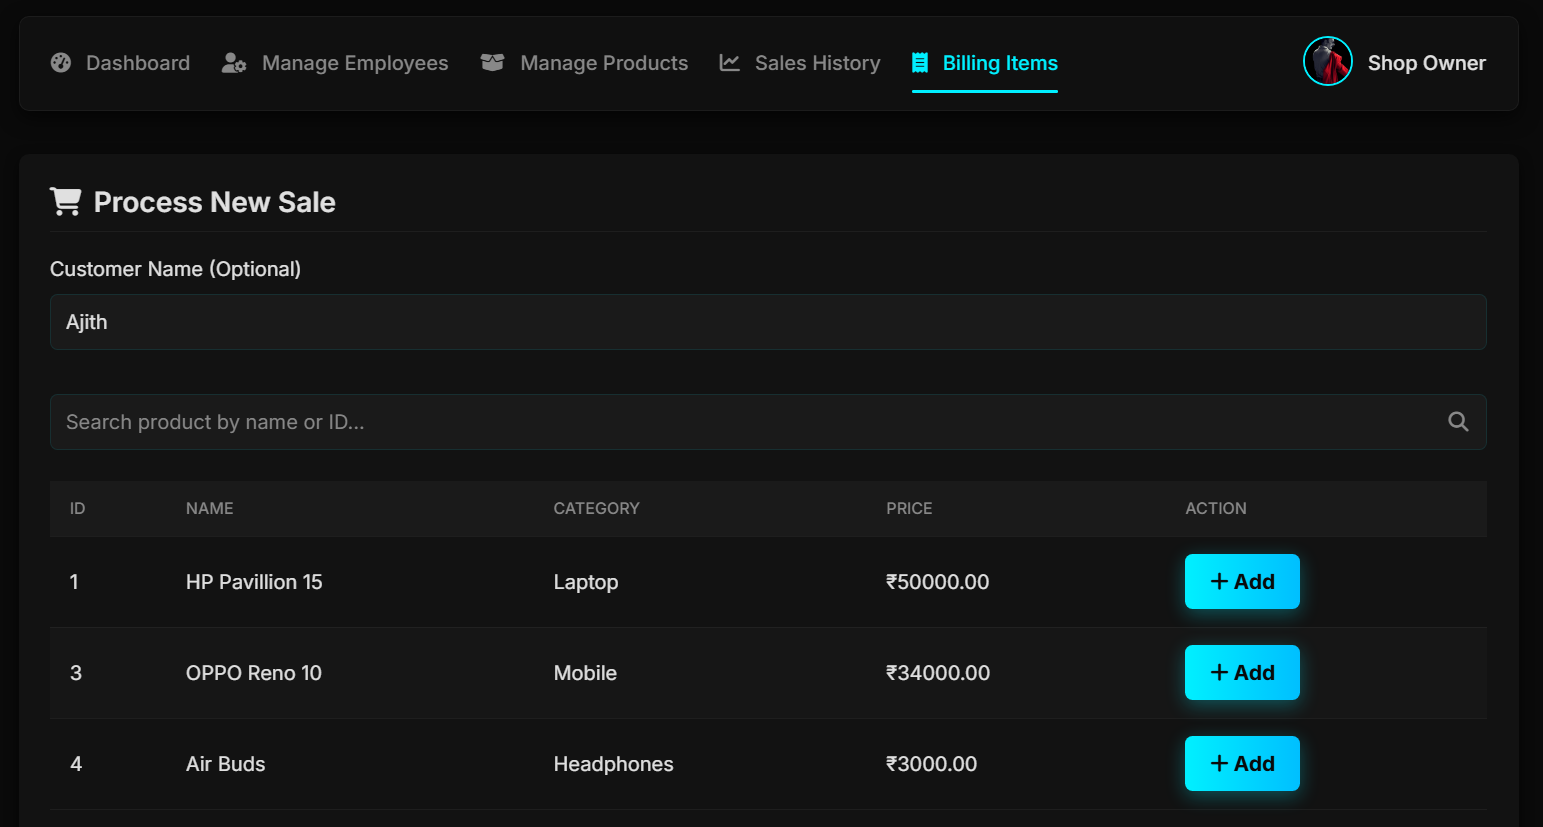 Dashboard Manage Employees Manage Products Sales History Billing Items Shop Owner
Process New Sale
Customer Name (Optional)
Ajith
Search product by name or ID...
ID NAME CATEGORY PRICE ACTION
1 HP Pavillion 15 Laptop ₹50000.00 + Add
3 OPPO Reno 10 Mobile ₹34000.00 + Add
4 Air Buds Headphones ₹3000.00 + Add